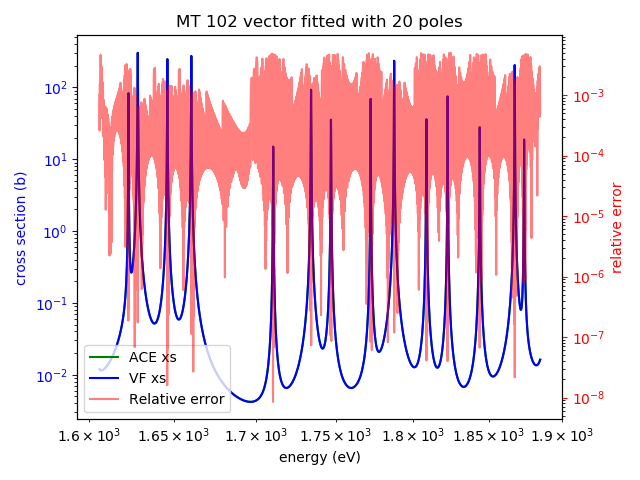 MT 102 vector fitted with 20 poles
cross section (b)
10²
10¹
10⁰
10⁻¹
10⁻²
10⁻³
10⁻⁴
10⁻⁵
10⁻⁶
10⁻⁷
10⁻⁸
relative error
ACE xs
VF xs
Relative error
1.6 × 10³ 1.65 × 10³ 1.7 × 10³ 1.75 × 10³ 1.8 × 10³ 1.85 × 10³ 1.9 × 10³
energy (eV)